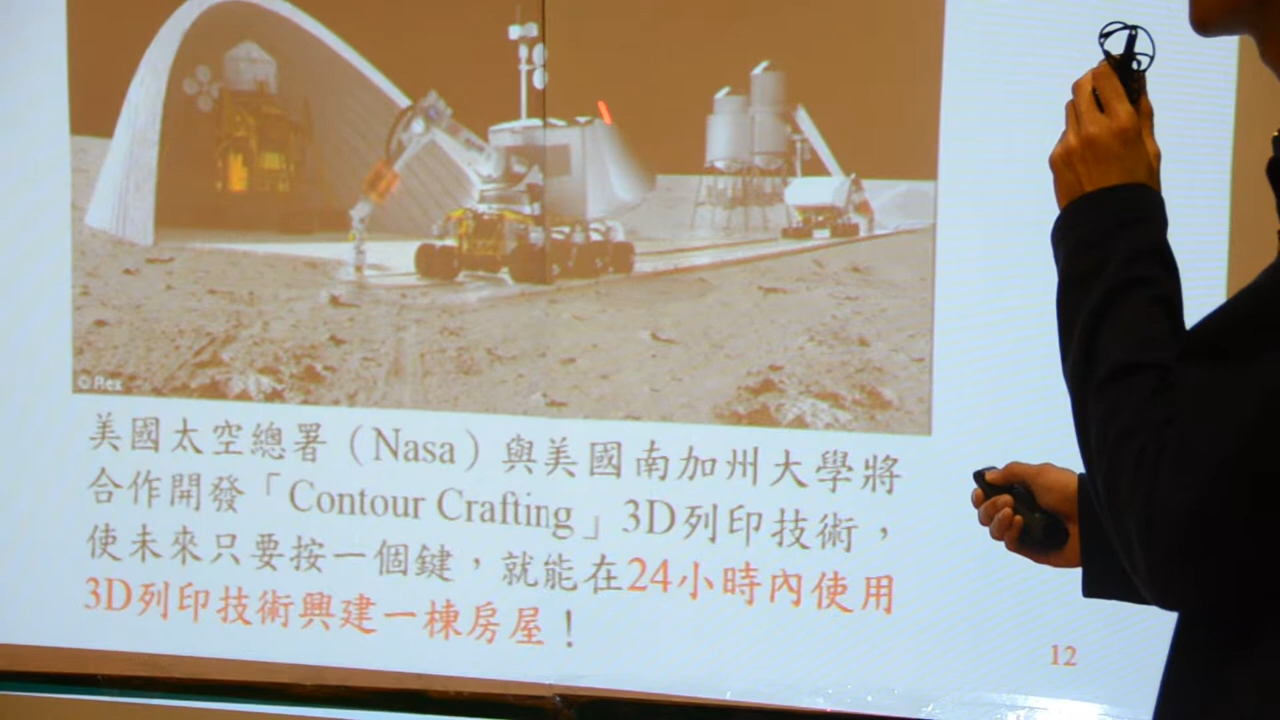 © Rex
美國太空總署（Nasa）與美國南加州大學將
合作開發「Contour Crafting」3D列印技術，
使未來只要按一個鍵，就能在24小時內使用
3D列印技術興建一棟房屋！
12